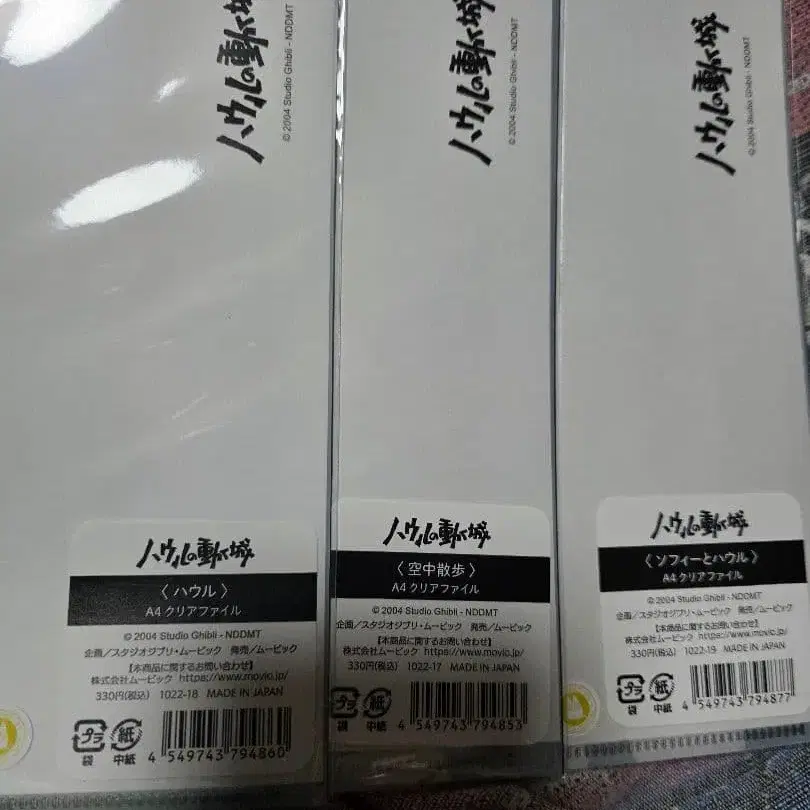 ハウルの動く城
© 2004 Studio Ghibli - NDDMT
ハウルの動く城
〈 ハウル 〉
A4 クリアファイル
© 2004 Studio Ghibli - NDDMT
企画／スタジオジブリ・ムービック 発売／ムービック
【本商品に関するお問い合わせ】
株式会社ムービック https://www.movic.jp/
330円(税込) 1022-18 MADE IN JAPAN
プラ
袋
紙
中紙
4 549743 794860
ハウルの動く城
© 2004 Studio Ghibli - NDDMT
ハウルの動く城
〈 空中散歩 〉
A4 クリアファイル
© 2004 Studio Ghibli - NDDMT
企画／スタジオジブリ・ムービック 発売／ムービック
【本商品に関するお問い合わせ】
株式会社ムービック https://www.movic.jp/
330円(税込) 1022-17 MADE IN JAPAN
プラ
袋
紙
中紙
4 549743 794853
ハウルの動く城
© 2004 Studio Ghibli - NDDMT
ハウルの動く城
〈 ソフィーとハウル 〉
A4 クリアファイル
© 2004 Studio Ghibli - NDDMT
企画／スタジオジブリ・ムービック 発売／ムービック
【本商品に関するお問い合わせ】
株式会社ムービック https://www.movic.jp/
330円(税込) 1022-19 MADE IN JAPAN
プラ
袋
紙
中紙
4 549743 794877